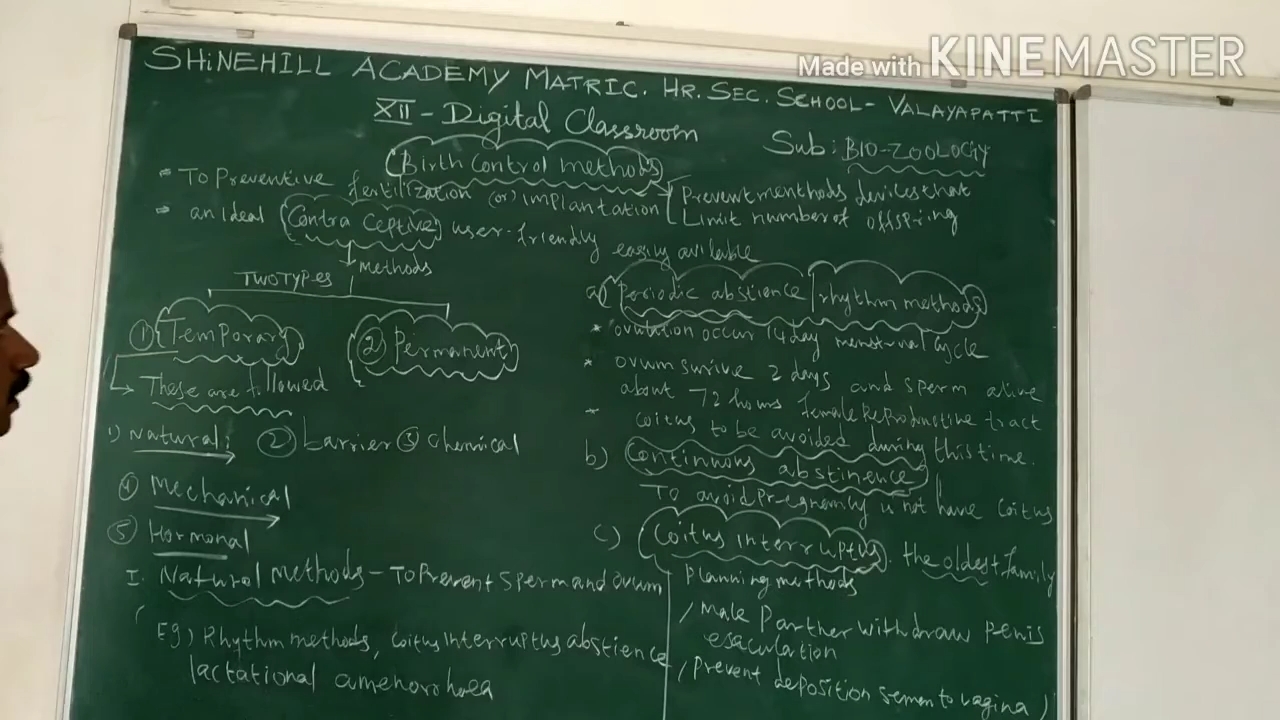 Made with KINEMASTER
SHiNEHILL ACADEMY MATRIC. HR. SEC. SCHOOL - VALAYAPATTI
XII - Digital Classroom
Sub: BIO-ZOOLOGY
Birth control methods
- To Preventive fertilization (or) implantation
Prevent menthods devices that
Limit number of offspring
- an ideal Contra ceptive user-friendly easily available
methods
TWO TYPES
① Temporary
② Permanent
These are followed
1) Natural: ② barrier ③ chemical
④ Mechanical
⑤ Hormonal
I. Natural methods - To Prevent sperm and ovum
Eg) Rhythm methods, coitus interruptus abstience
lactational amenorrhoea
a) Periodic abstience / rhythm methods
* ovulation occur 14 day menstrual cycle
* ovum surive 2 days and sperm alive
about 72 hours female Reproductive tract
* coitus to be avoided during this time.
b) Continuous abstinence
To avoid Pregnancy is not have coitus
c) Coitus interruptus. the oldest family
planning methods
/ Male Parther withdraw penis
esaculation
/ prevent deposition semen to vagina